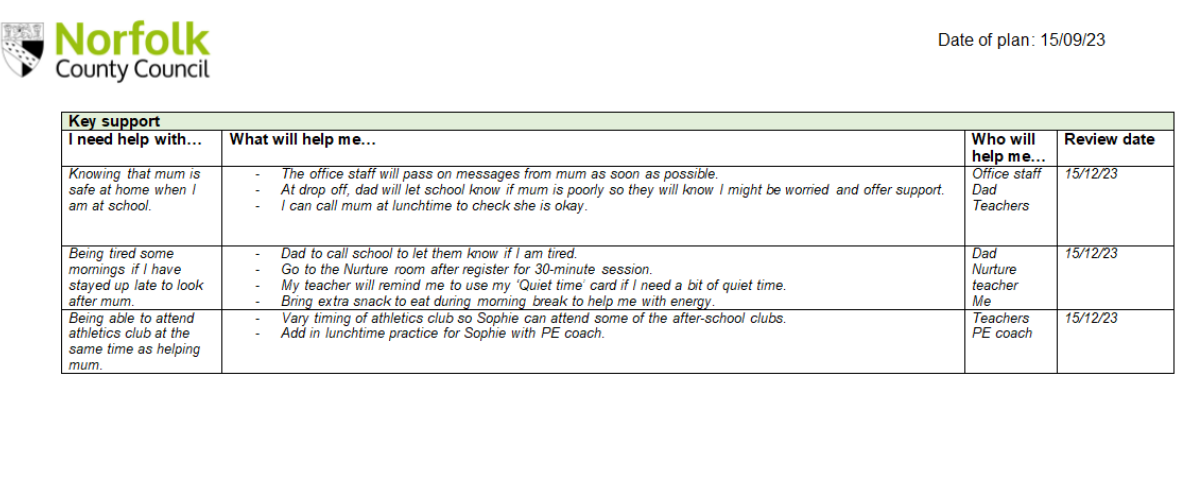 Norfolk
County Council
Date of plan: 15/09/23
Key support
I need help with… What will help me… Who will help me… Review date
Knowing that mum is safe at home when I am at school.
- The office staff will pass on messages from mum as soon as possible.
- At drop off, dad will let school know if mum is poorly so they will know I might be worried and offer support.
- I can call mum at lunchtime to check she is okay.
Office staff
Dad
Teachers
15/12/23
Being tired some mornings if I have stayed up late to look after mum.
- Dad to call school to let them know if I am tired.
- Go to the Nurture room after register for 30-minute session.
- My teacher will remind me to use my 'Quiet time' card if I need a bit of quiet time.
- Bring extra snack to eat during morning break to help me with energy.
Dad
Nurture
teacher
Me
15/12/23
Being able to attend athletics club at the same time as helping mum.
- Vary timing of athletics club so Sophie can attend some of the after-school clubs.
- Add in lunchtime practice for Sophie with PE coach.
Teachers
PE coach
15/12/23